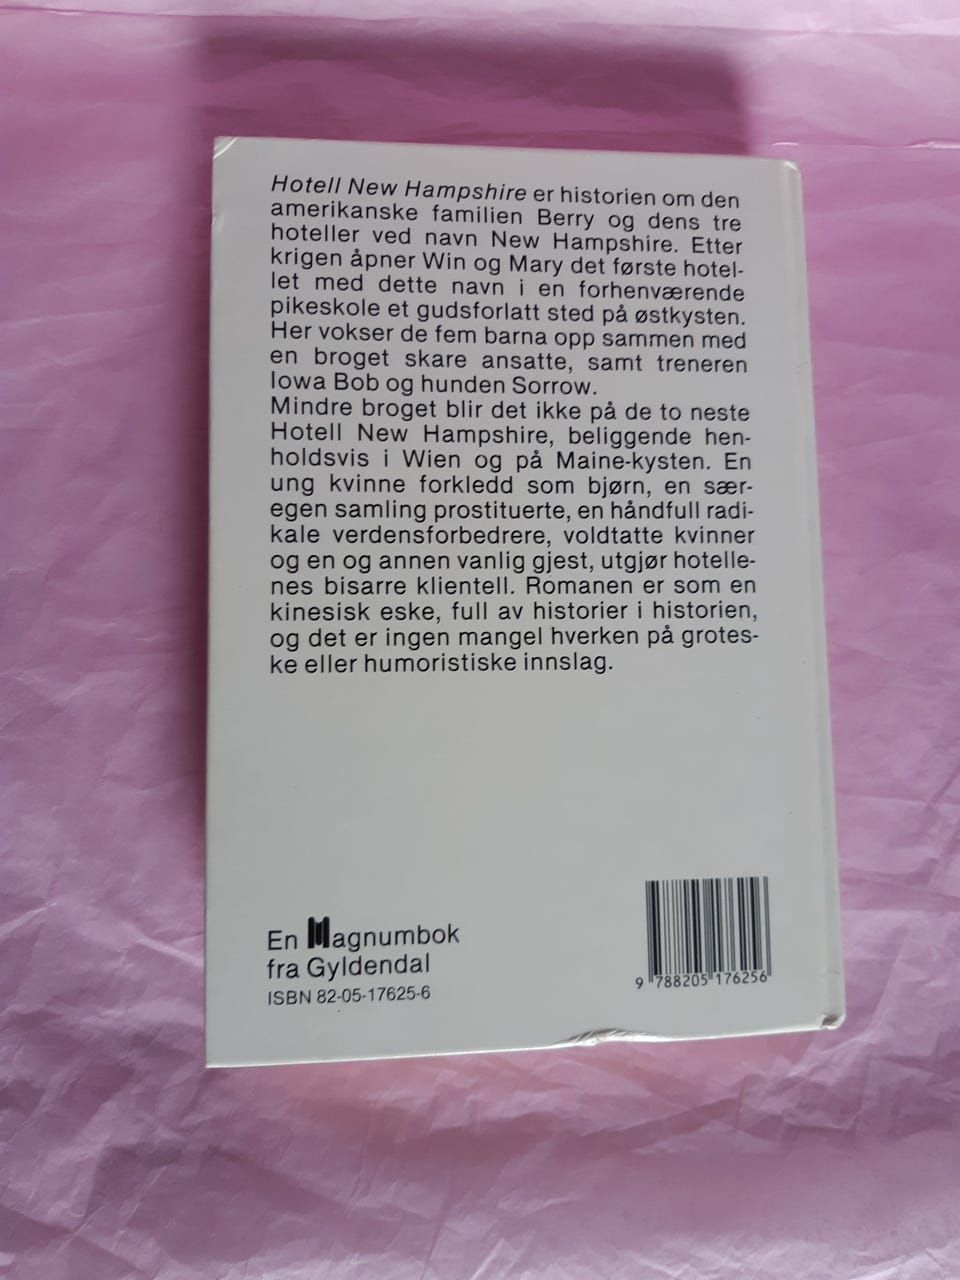 Hotell New Hampshire er historien om den
amerikanske familien Berry og dens tre
hoteller ved navn New Hampshire. Etter
krigen åpner Win og Mary det første hotel-
let med dette navn i en forhenværende
pikeskole et gudsforlatt sted på østkysten.
Her vokser de fem barna opp sammen med
en broget skare ansatte, samt treneren
Iowa Bob og hunden Sorrow.
Mindre broget blir det ikke på de to neste
Hotell New Hampshire, beliggende hen-
holdsvis i Wien og på Maine-kysten. En
ung kvinne forkledd som bjørn, en sær-
egen samling prostituerte, en håndfull radi-
kale verdensforbedrere, voldtatte kvinner
og en og annen vanlig gjest, utgjør hotelle-
nes bisarre klientell. Romanen er som en
kinesisk eske, full av historier i historien,
og det er ingen mangel hverken på grotes-
ke eller humoristiske innslag.
En Magnumbok
fra Gyldendal
ISBN 82-05-17625-6
9 788205 176256